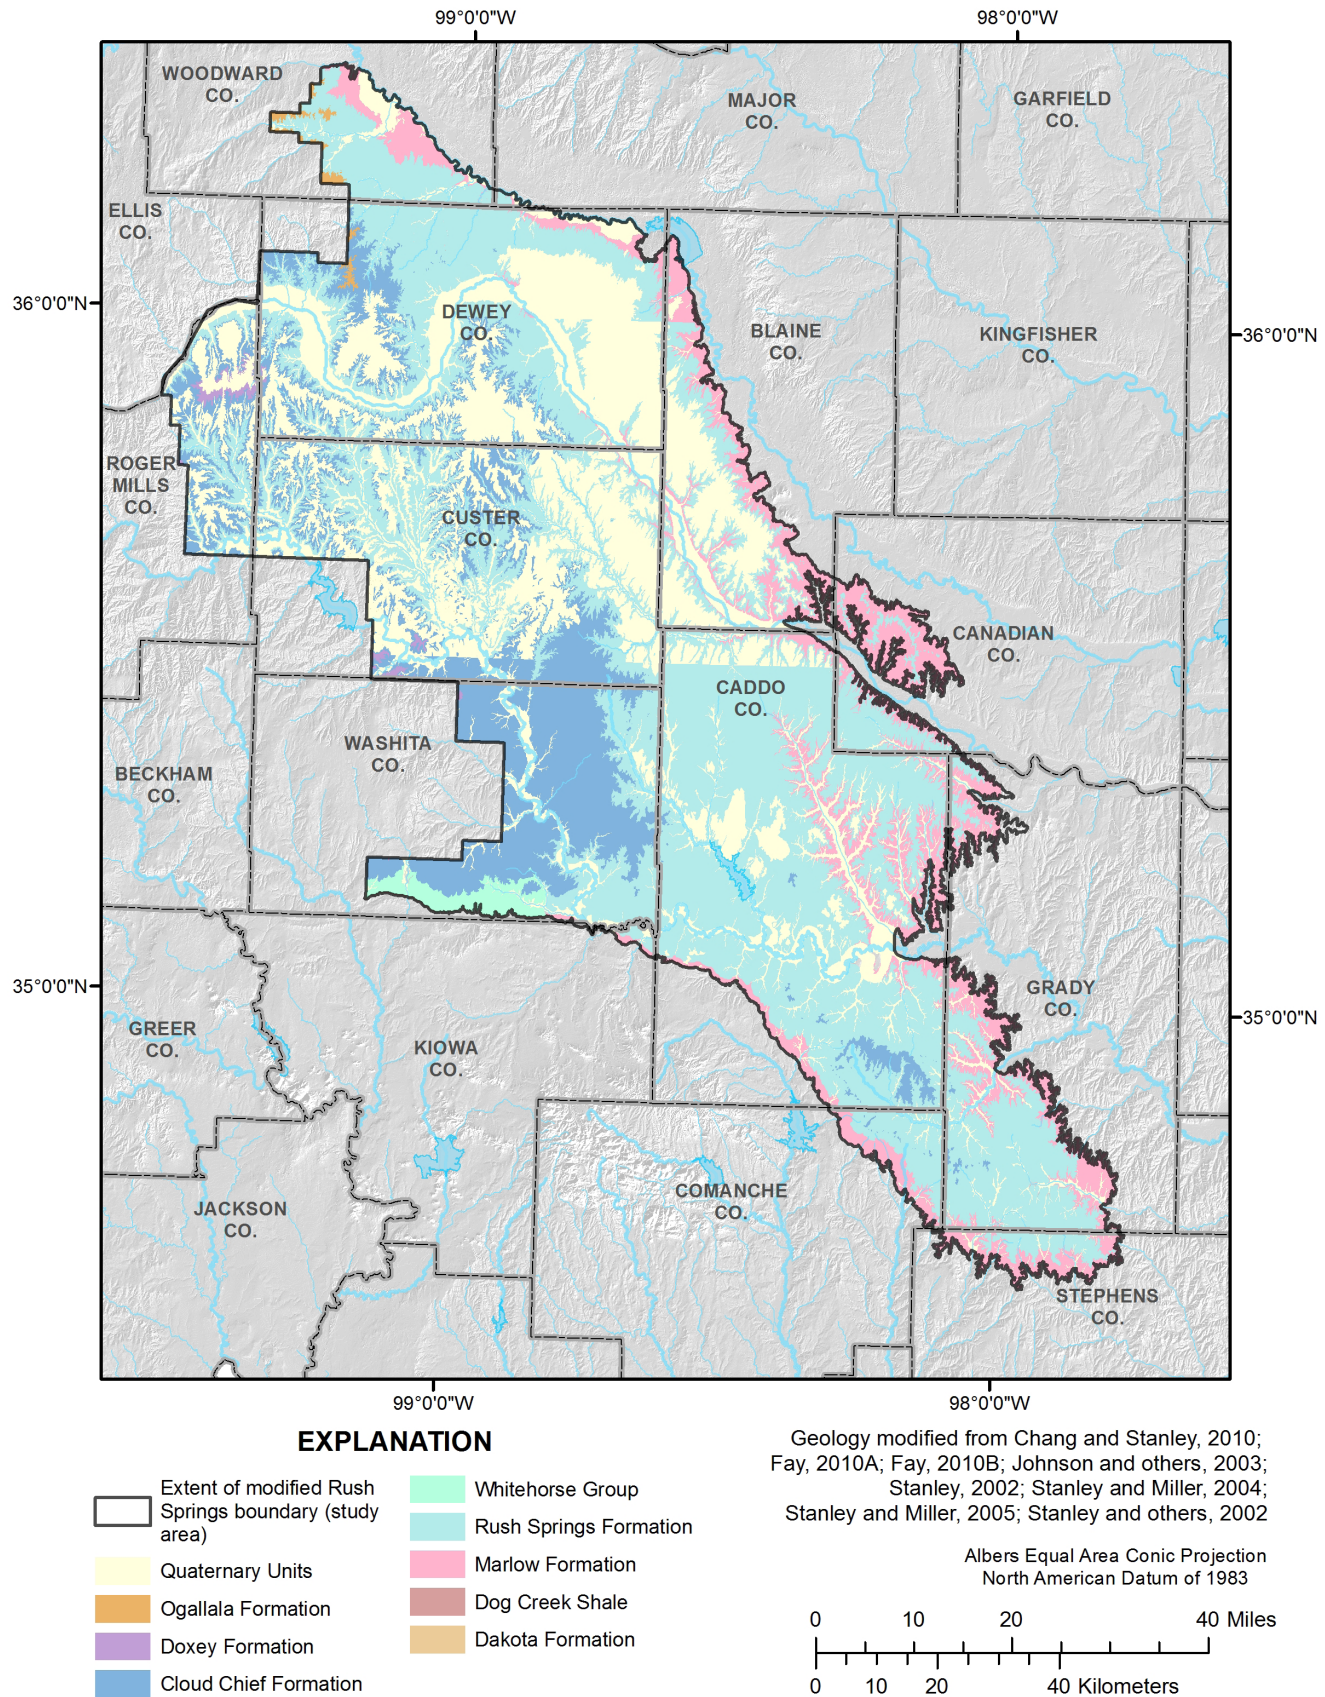 99°0'0"W
98°0'0"W
WOODWARD
CO.
MAJOR
CO.
GARFIELD
CO.
ELLIS
CO.
36°0'0"N
DEWEY
CO.
BLAINE
CO.
KINGFISHER
CO.
36°0'0"N
ROGER
MILLS
CO.
CUSTER
CO.
CANADIAN
CO.
CADDO
CO.
WASHITA
CO.
BECKHAM
CO.
35°0'0"N
GRADY
CO.
35°0'0"N
GREER
CO.
KIOWA
CO.
COMANCHE
CO.
JACKSON
CO.
STEPHENS
CO.
99°0'0"W
98°0'0"W
EXPLANATION
Extent of modified Rush
Springs boundary (study
area)
Quaternary Units
Ogallala Formation
Doxey Formation
Cloud Chief Formation
Whitehorse Group
Rush Springs Formation
Marlow Formation
Dog Creek Shale
Dakota Formation
Geology modified from Chang and Stanley, 2010;
Fay, 2010A; Fay, 2010B; Johnson and others, 2003;
Stanley, 2002; Stanley and Miller, 2004;
Stanley and Miller, 2005; Stanley and others, 2002
Albers Equal Area Conic Projection
North American Datum of 1983
0 10 20 40 Miles
0 10 20 40 Kilometers